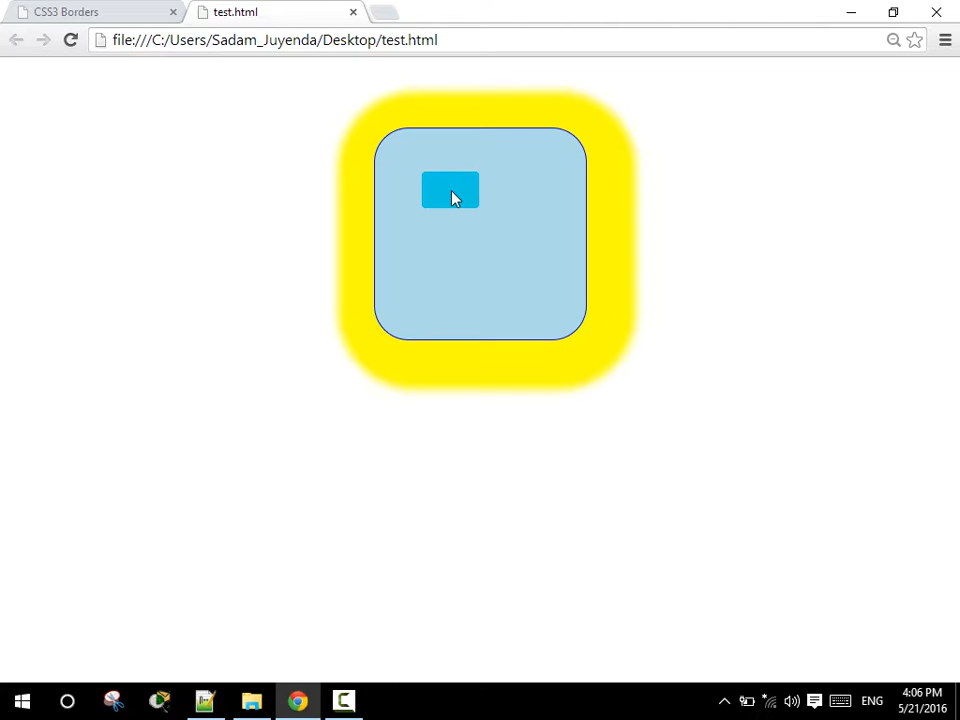 CSS3 Borders
test.html
file:///C:/Users/Sadam_Juyenda/Desktop/test.html
ENG
4:06 PM
5/21/2016